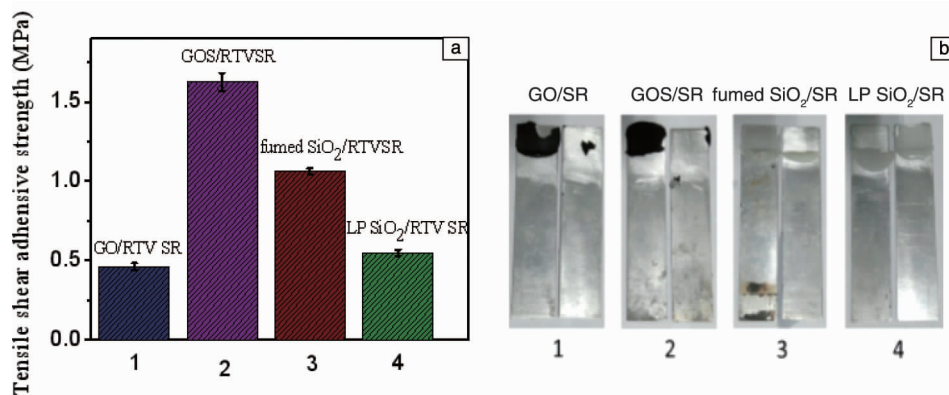 Tensile shear adhensive strength (MPa)
0.0
0.5
1.0
1.5
a
GO/RTV SR
GOS/RTVSR
fumed SiO₂/RTVSR
LP SiO₂/RTV SR
1 2 3 4
b
GO/SR GOS/SR fumed SiO₂/SR LP SiO₂/SR
1 2 3 4